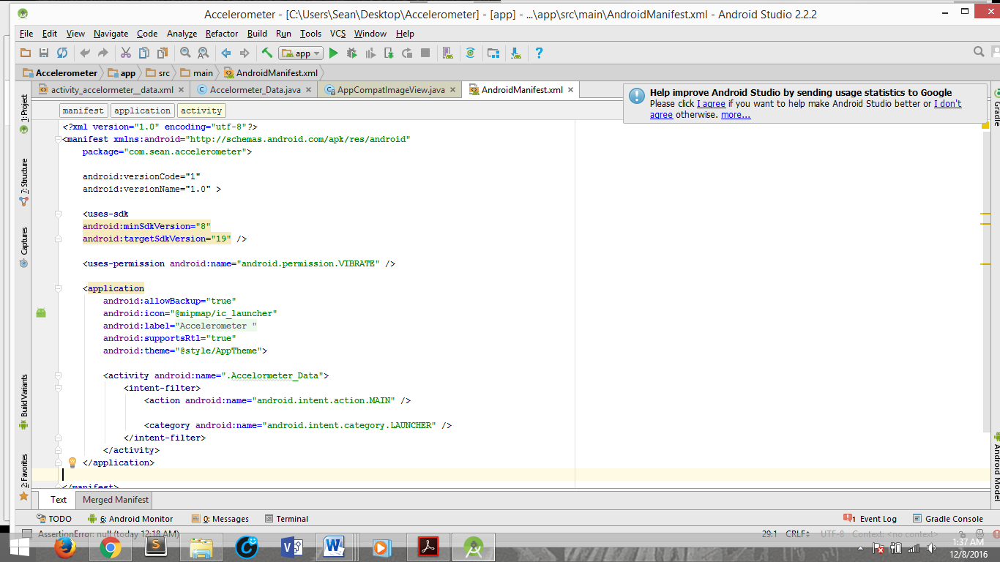 Accelerometer - [C:\Users\Sean\Desktop\Accelerometer] - [app] - ...\app\src\main\AndroidManifest.xml - Android Studio 2.2.2
File Edit View Navigate Code Analyze Refactor Build Run Tools VCS Window Help
app
Accelerometer app src main AndroidManifest.xml
activity_accelormeter__data.xml Accelormeter_Data.java AppCompatImageView.java AndroidManifest.xml
Help improve Android Studio by sending usage statistics to Google
Please click I agree if you want to help make Android Studio better or I don't
agree otherwise. more...
manifest application activity
<?xml version="1.0" encoding="utf-8"?>
<manifest xmlns:android="http://schemas.android.com/apk/res/android"
package="com.sean.accelerometer">
android:versionCode="1"
android:versionName="1.0" >
<uses-sdk
android:minSdkVersion="8"
android:targetSdkVersion="19" />
<uses-permission android:name="android.permission.VIBRATE" />
<application
android:allowBackup="true"
android:icon="@mipmap/ic_launcher"
android:label="Accelerometer "
android:supportsRtl="true"
android:theme="@style/AppTheme">
<activity android:name=".Accelormeter_Data">
<intent-filter>
<action android:name="android.intent.action.MAIN" />
<category android:name="android.intent.category.LAUNCHER" />
</intent-filter>
</activity>
</application>
</manifest>
1: Project
7: Structure
Captures
Build Variants
2: Favorites
Gradle
Android Model
Text Merged Manifest
TODO 6: Android Monitor 0: Messages Terminal 1 Event Log Gradle Console
AssertionError: null (today 12:18 AM) 29:1 CRLF UTF-8 Context: <no context>
1:37 AM
12/8/2016